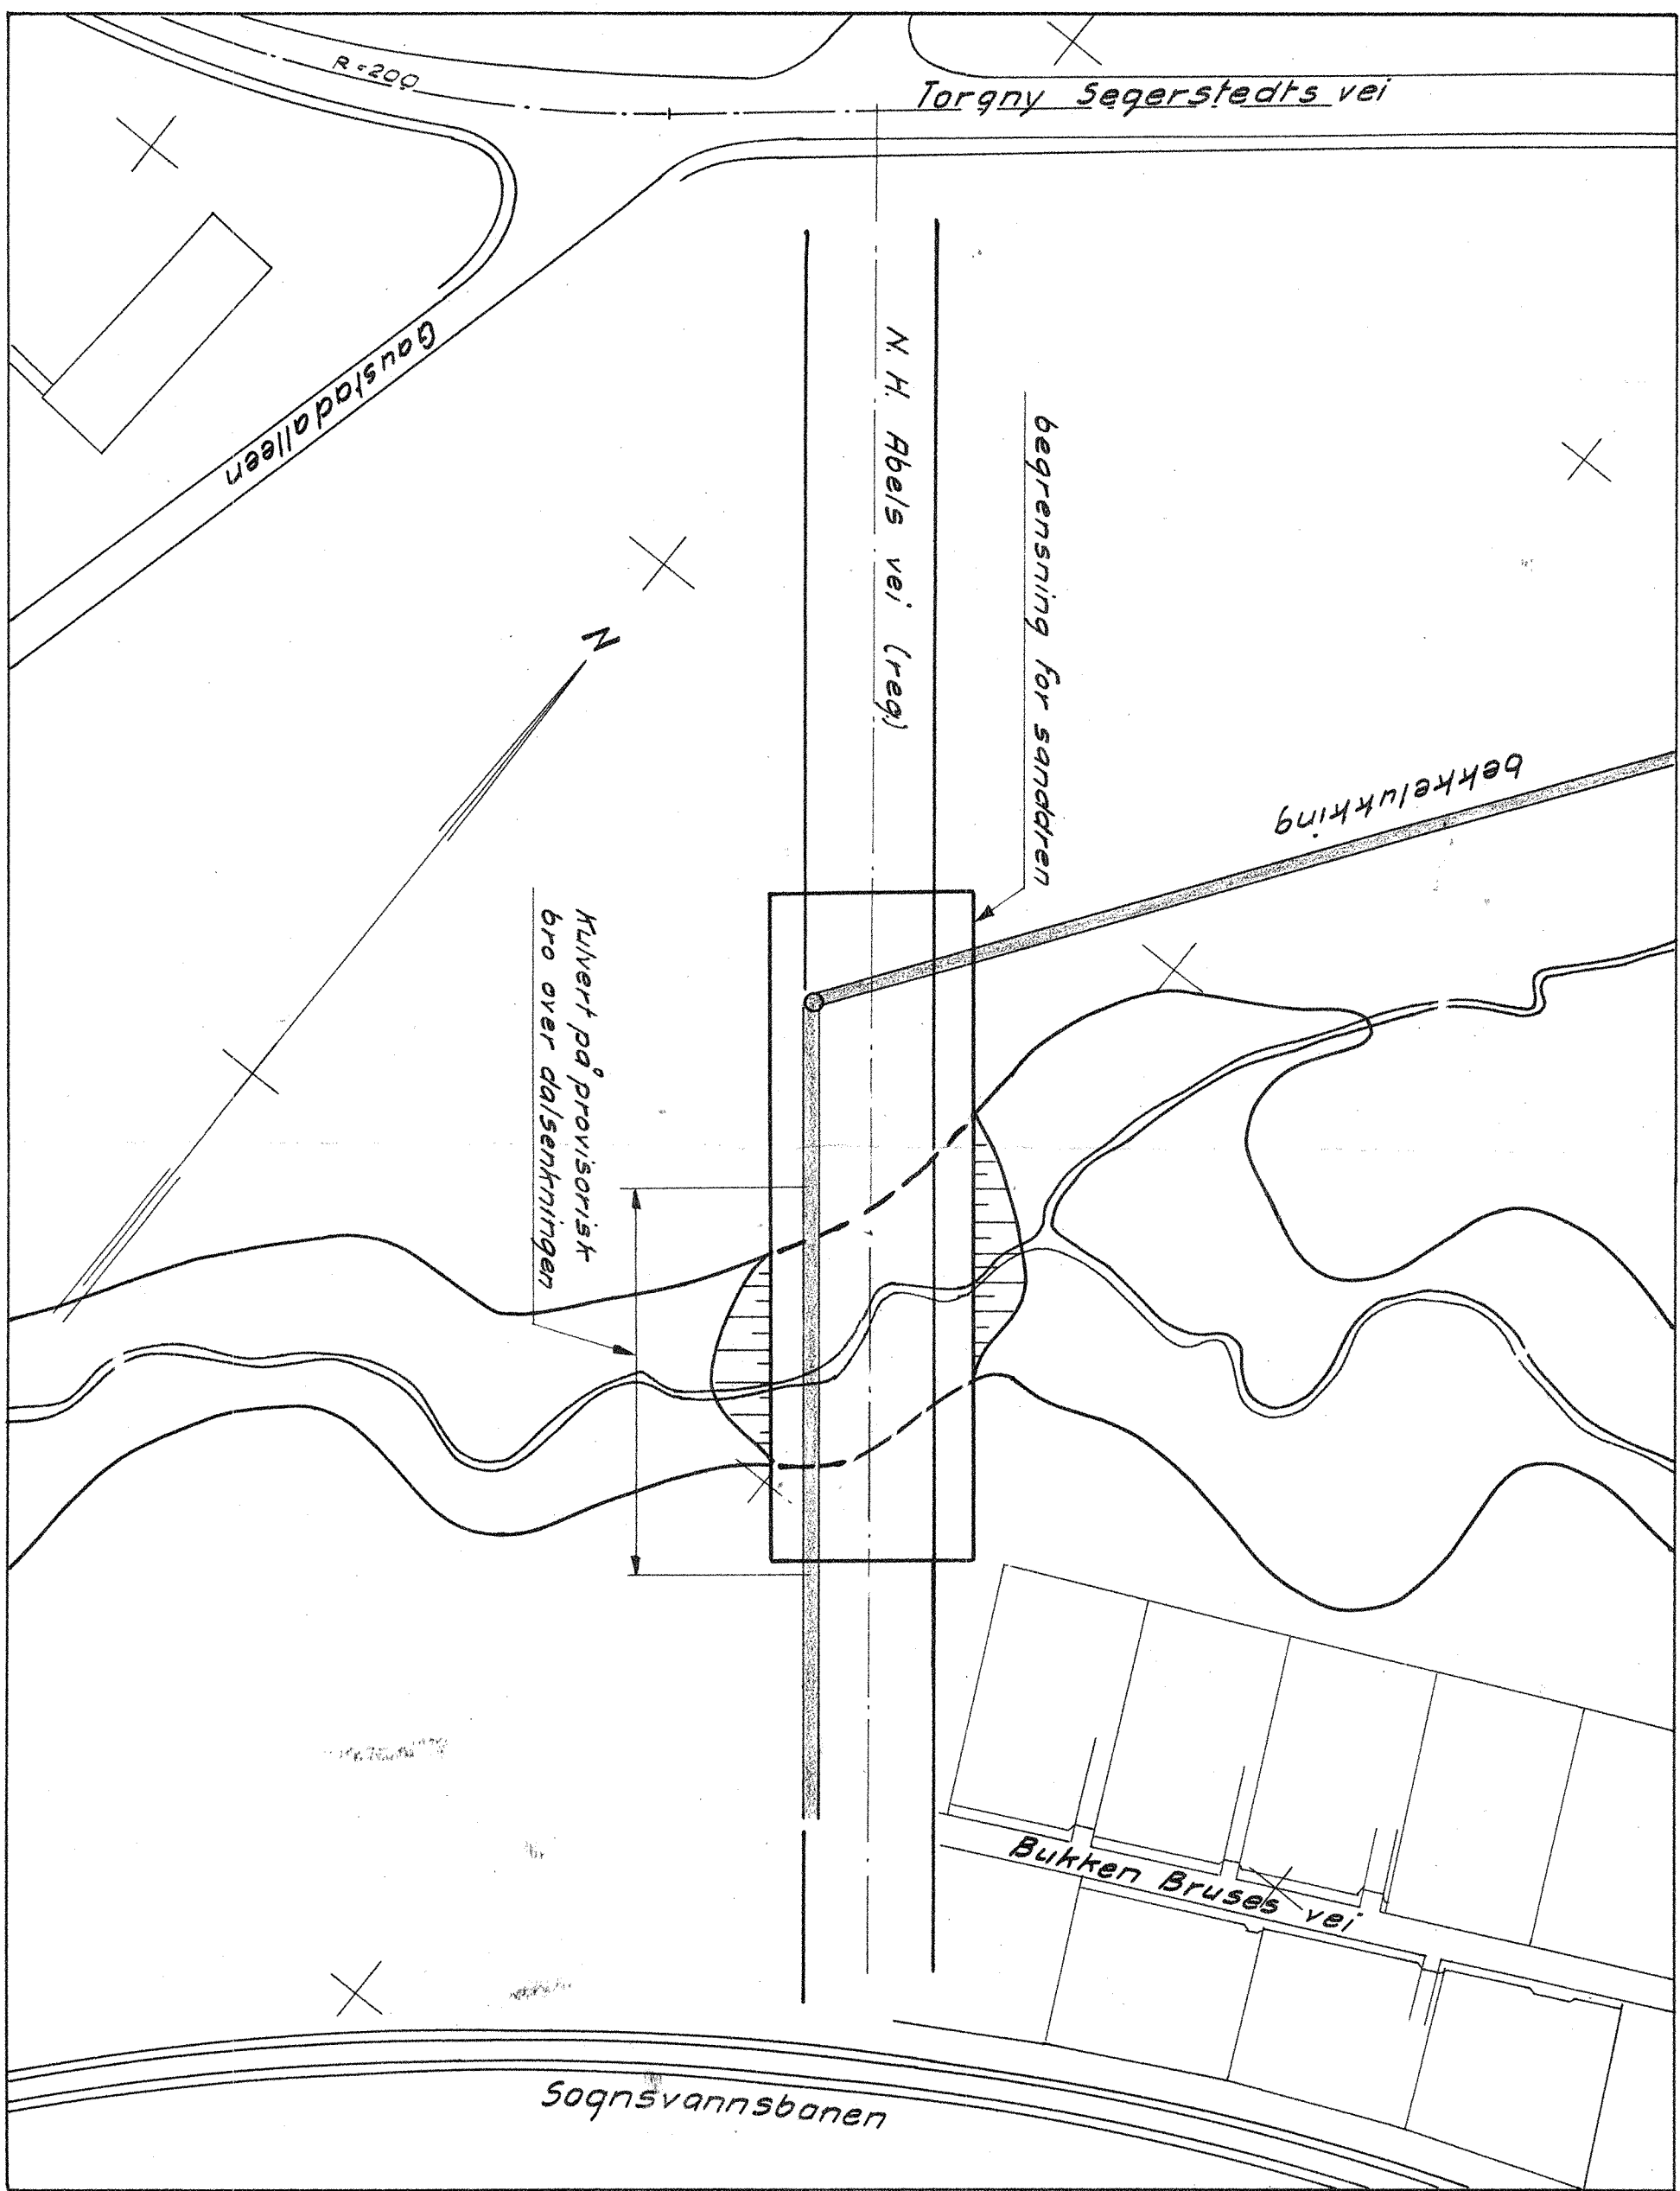 R=200
Torgny Segerstedts vei
Gaustadalleen
N. H. Abels vei (reg.)
begrensning for sanddren
N
bekkelukking
Kulvert på provisorisk
bro over dalsenkningen
Bukken Bruses vei
Sognsvannsbanen